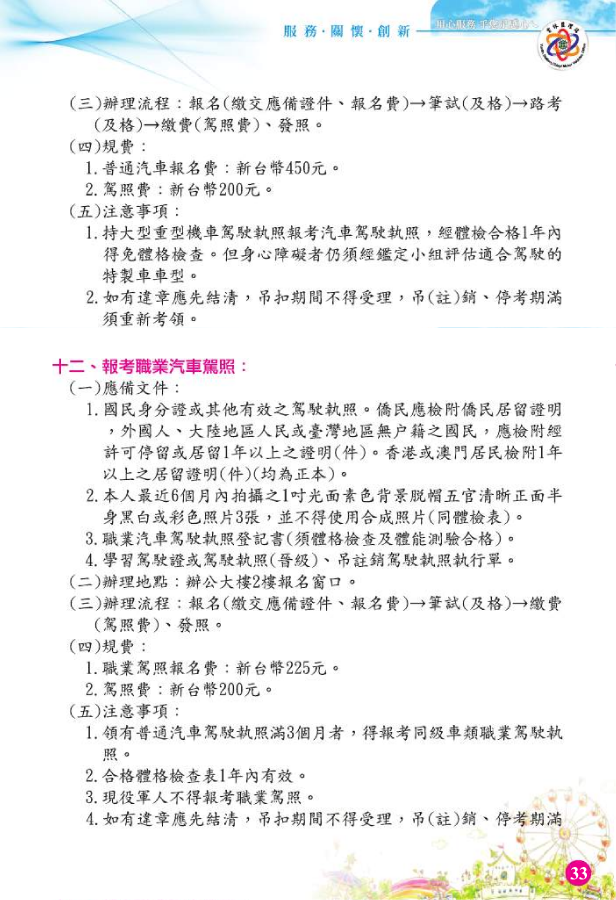 服務·關懷·創新
(三)辦理流程：報名(繳交應備證件、報名費)→筆試(及格)→路考
(及格)→繳費(駕照費)、發照。
(四)規費：
1.普通汽車報名費：新台幣450元。
2.駕照費：新台幣200元。
(五)注意事項：
1.持大型重型機車駕駛執照報考汽車駕駛執照，經體檢合格1年內
得免體格檢查。但身心障礙者仍須經鑑定小組評估適合駕駛的
特製車車型。
2.如有違章應先結清，吊扣期間不得受理，吊(註)銷、停考期滿
須重新考領。
十二、報考職業汽車駕照：
(一)應備文件：
1.國民身分證或其他有效之駕駛執照。僑民應檢附僑民居留證明
，外國人、大陸地區人民或臺灣地區無户籍之國民，應檢附經
許可停留或居留1年以上之證明(件)。香港或澳門居民檢附1年
以上之居留證明(件)(均為正本)。
2.本人最近6個月內拍攝之1吋光面素色背景脫帽五官清晰正面半
身黑白或彩色照片3張，並不得使用合成照片(同體檢表)。
3.職業汽車駕駛執照登記書(須體格檢查及體能測驗合格)。
4.學習駕駛證或駕駛執照(晉級)、吊註銷駕駛執照執行單。
(二)辦理地點：辦公大樓2樓報名窗口。
(三)辦理流程：報名(繳交應備證件、報名費)→筆試(及格)→繳費
(駕照費)、發照。
(四)規費：
1.職業駕照報名費：新台幣225元。
2.駕照費：新台幣200元。
(五)注意事項：
1.領有普通汽車駕駛執照滿3個月者，得報考同級車類職業駕駛執
照。
2.合格體格檢查表1年內有效。
3.現役軍人不得報考職業駕照。
4.如有違章應先結清，吊扣期間不得受理，吊(註)銷、停考期滿
33